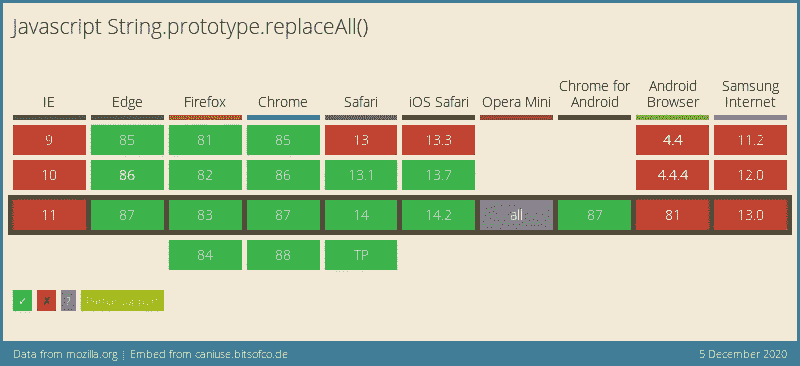 Javascript String.prototype.replaceAll()
IE Edge Firefox Chrome Safari iOS Safari Opera Mini Chrome for Android Android Browser Samsung Internet
9 85 81 85 13 13.3 4.4 11.2
10 86 82 86 13.1 13.7 4.4.4 12.0
11 87 83 87 14 14.2 all 87 81 13.0
84 88 TP
✓ ✗ ?
Data from mozilla.org | Embed from caniuse.bitsofco.de 5 December 2020